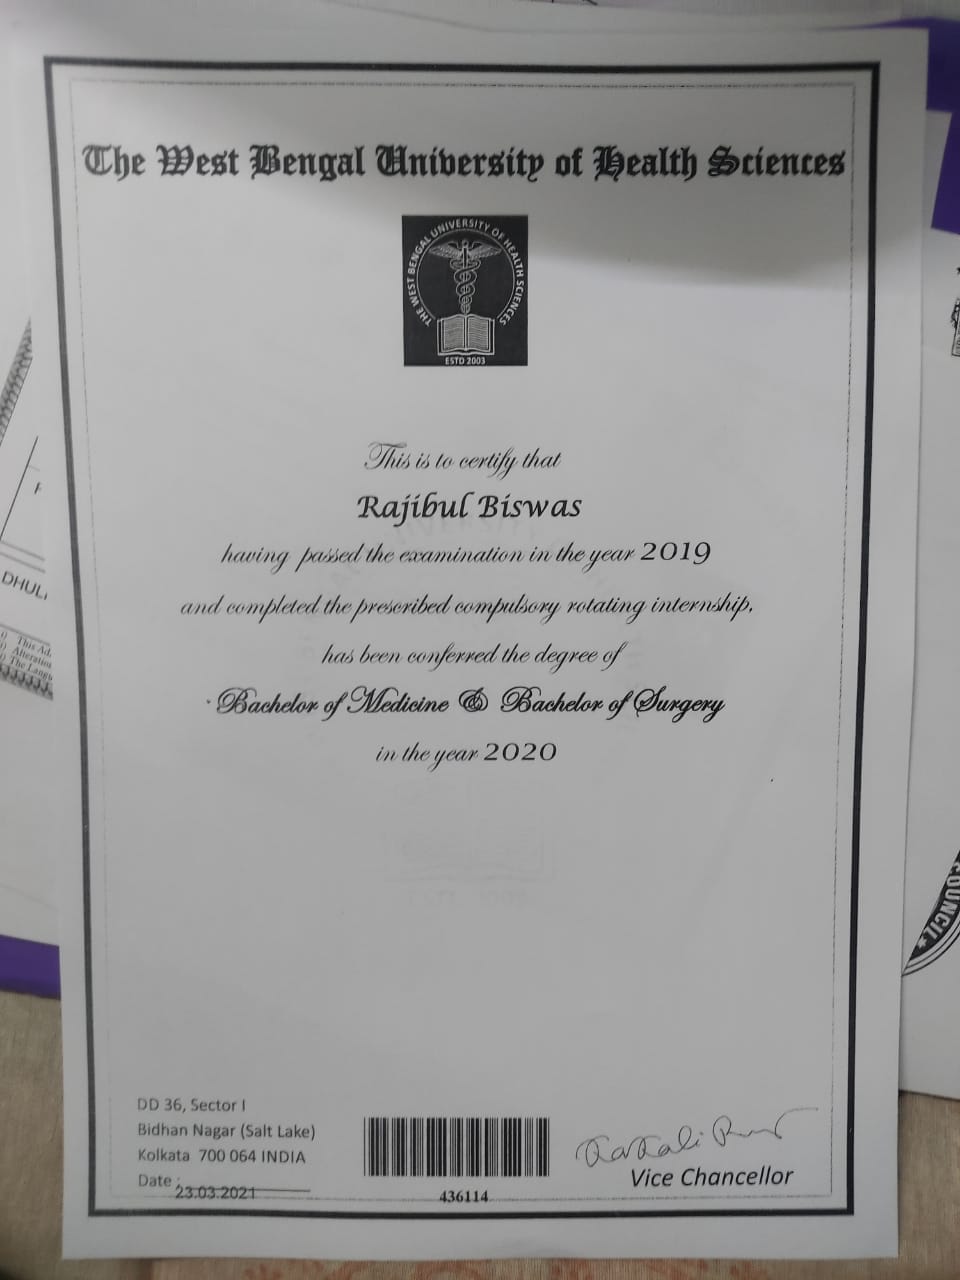 The West Bengal University of Health Sciences
THE WEST BENGAL UNIVERSITY OF HEALTH SCIENCES
ESTD 2003
This is to certify that
Rajibul Biswas
having passed the examination in the year 2019
and completed the prescribed compulsory rotating internship,
has been conferred the degree of
Bachelor of Medicine & Bachelor of Surgery
in the year 2020
DD 36, Sector I
Bidhan Nagar (Salt Lake)
Kolkata 700 064 INDIA
Date : 23.03.2021
436114
Vice Chancellor
DHUL
This Ad
Alteratio
The Langu
COUNCIL